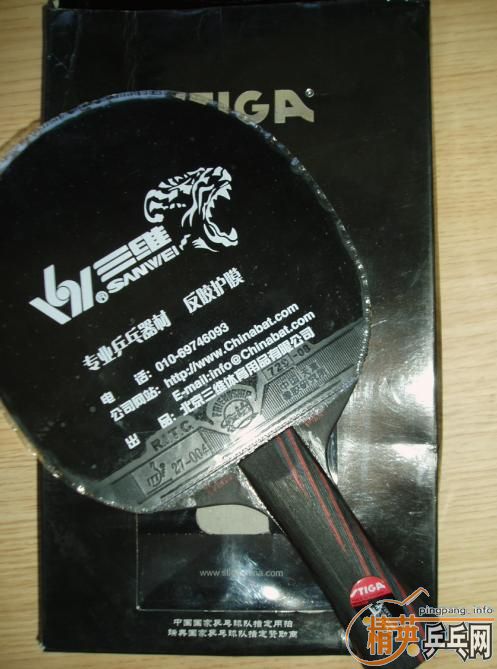 STIGA
三维
®SANWEI
专业乒乓器材 反胶护膜
电 话: 010-69746093
公司网站: http://www.Chinabat.com
E-mail:info@Chinabat.com
出 品: 北京三维体育用品有限公司
R.I.T.C.
FRIENDSHIP
729-08
27-004
STIGA
www.stigachina.com
中国国家乒乓球队指定用拍
瑞典国家乒乓球队指定赞助商
pingpang.info
精英乒乓网